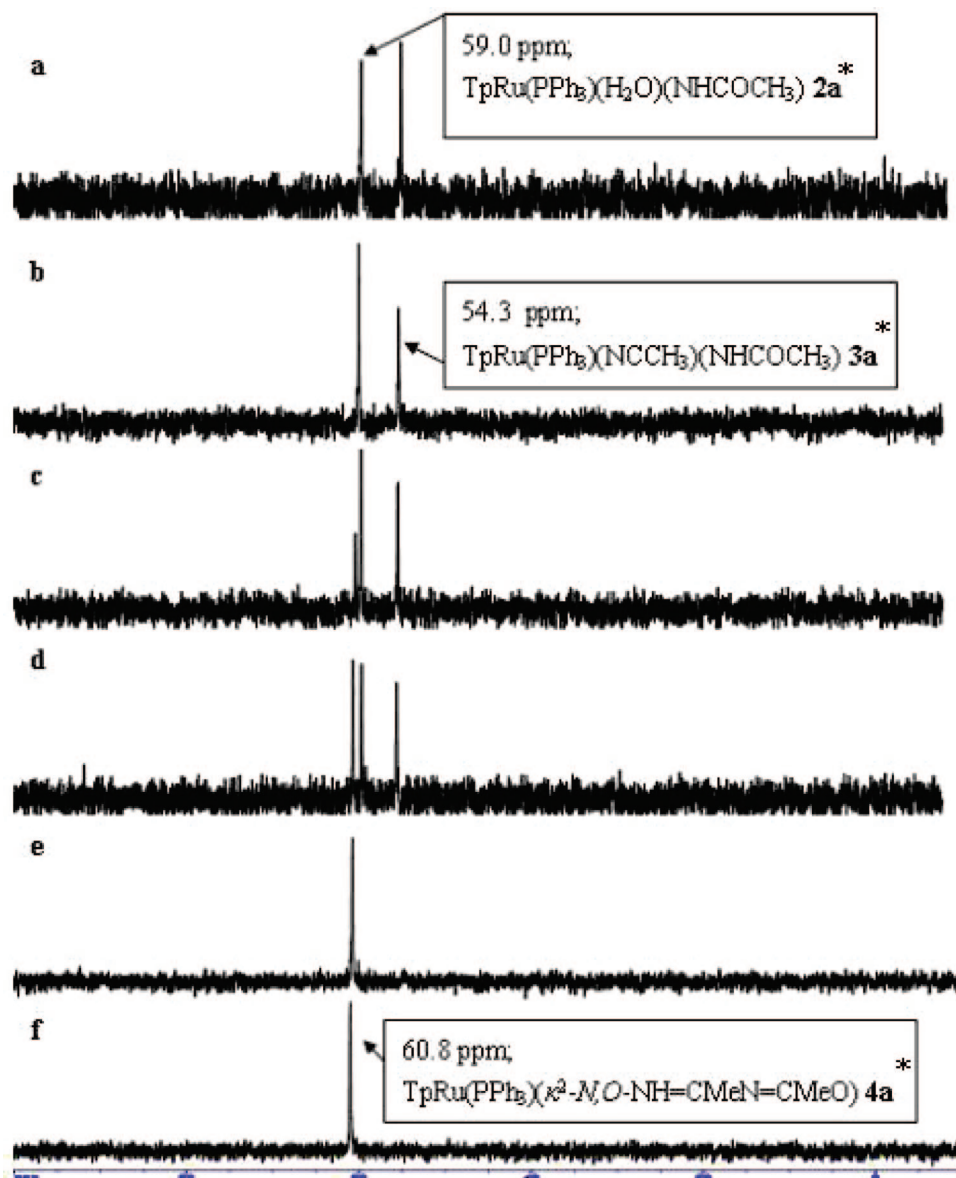 a
59.0 ppm;
TpRu(PPh₃)(H₂O)(NHCOCH₃) 2a*
b
54.3 ppm;
TpRu(PPh₃)(NCCH₃)(NHCOCH₃) 3a*
c
d
e
f
60.8 ppm;
TpRu(PPh₃)(κ²-N,O-NH=CMeN=CMeO) 4a*